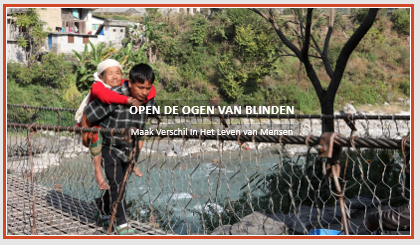 OPEN DE OGEN VAN BLINDEN
Maak Verschil In Het Leven van Mensen